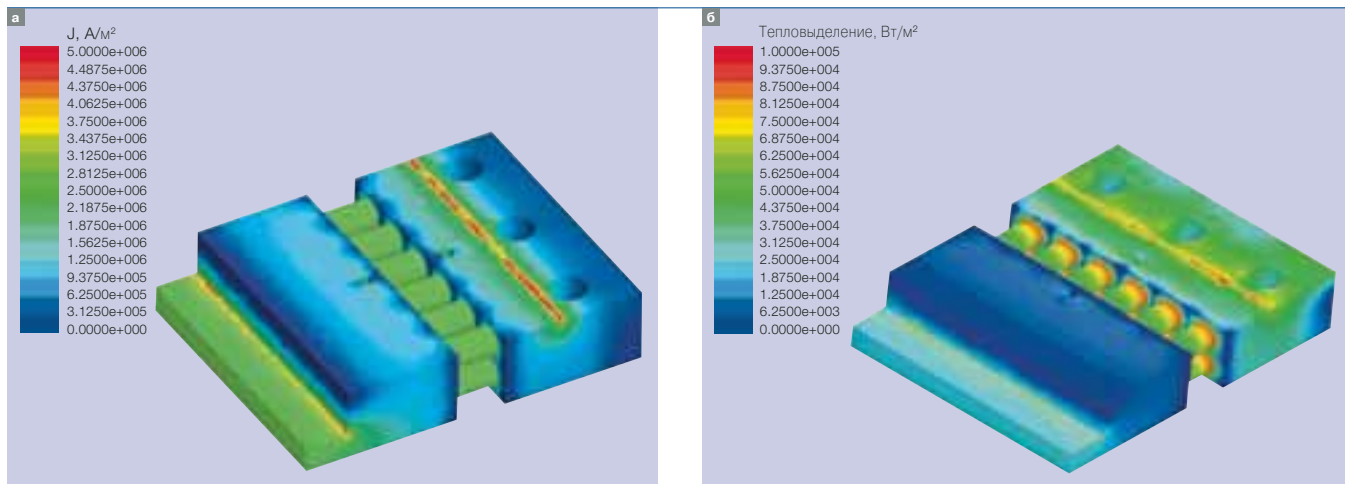 а
J, А/м²
5.0000e+006
4.4875e+006
4.3750e+006
4.0625e+006
3.7500e+006
3.4375e+006
3.1250e+006
2.8125e+006
2.5000e+006
2.1875e+006
1.8750e+006
1.5625e+006
1.2500e+006
9.3750e+005
6.2500e+005
3.1250e+005
0.0000e+000
б
Тепловыделение, Вт/м²
1.0000e+005
9.3750e+004
8.7500e+004
8.1250e+004
7.5000e+004
6.8750e+004
6.2500e+004
5.6250e+004
5.0000e+004
4.3750e+004
3.7500e+004
3.1250e+004
2.5000e+004
1.8750e+004
1.2500e+004
6.2500e+003
0.0000e+000